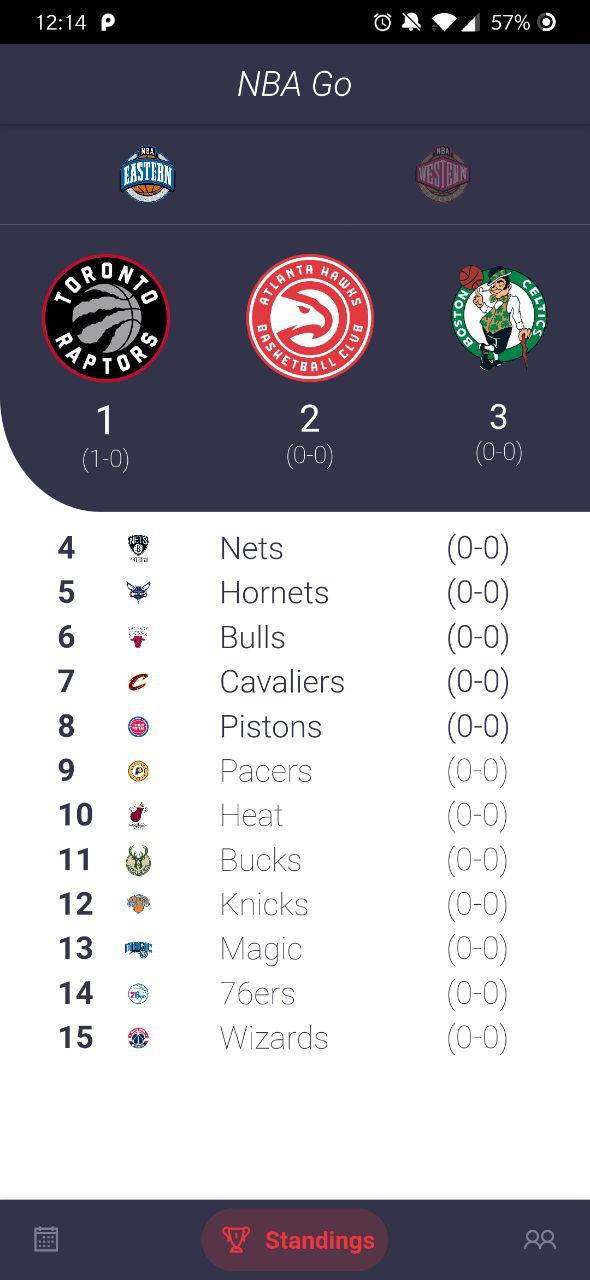 12:14 57%
NBA Go
NBA EASTERN
NBA WESTERN
TORONTO RAPTORS
ATLANTA HAWKS BASKETBALL CLUB
BOSTON CELTICS
1 2 3
(1-0) (0-0) (0-0)
4 NETS B Nets (0-0)
5 Hornets (0-0)
6 Bulls (0-0)
7 C Cavaliers (0-0)
8 Pistons (0-0)
9 P Pacers (0-0)
10 Heat (0-0)
11 Bucks (0-0)
12 Knicks (0-0)
13 MAGIC Magic (0-0)
14 76 76ers (0-0)
15 Wizards (0-0)
Standings